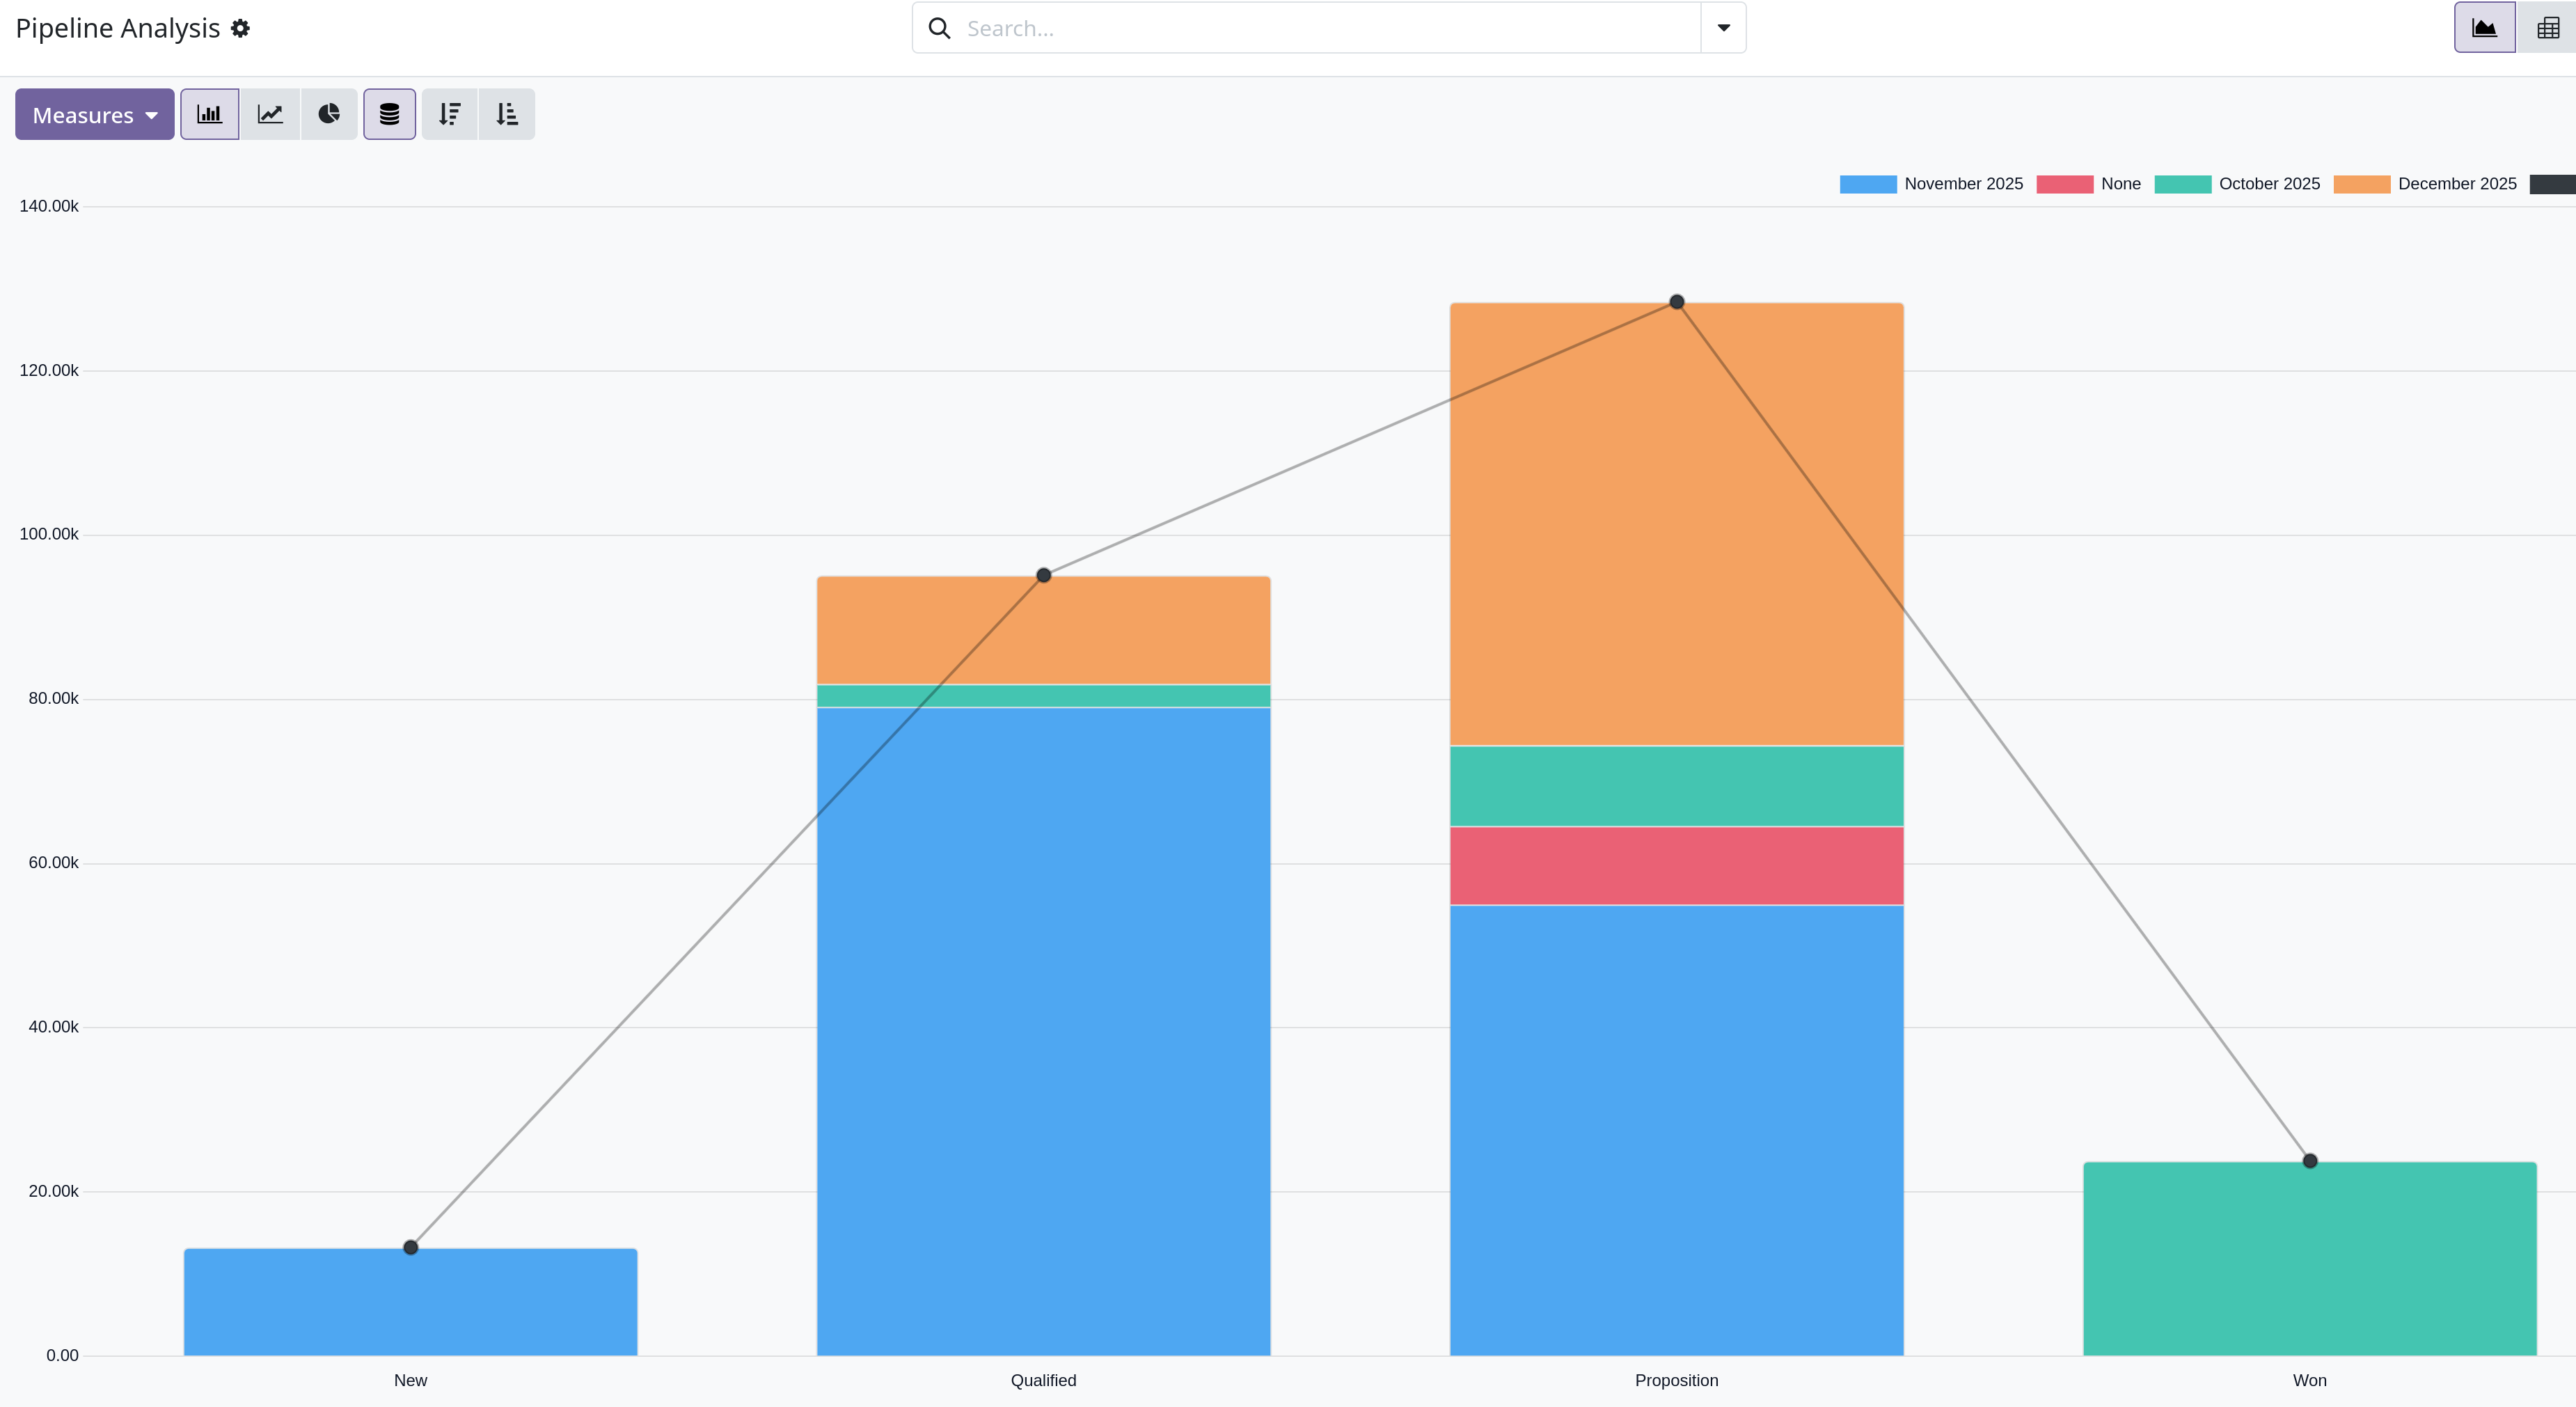 Pipeline Analysis
Search...
Measures
November 2025 None October 2025 December 2025
140.00k
120.00k
100.00k
80.00k
60.00k
40.00k
20.00k
0.00
New Qualified Proposition Won